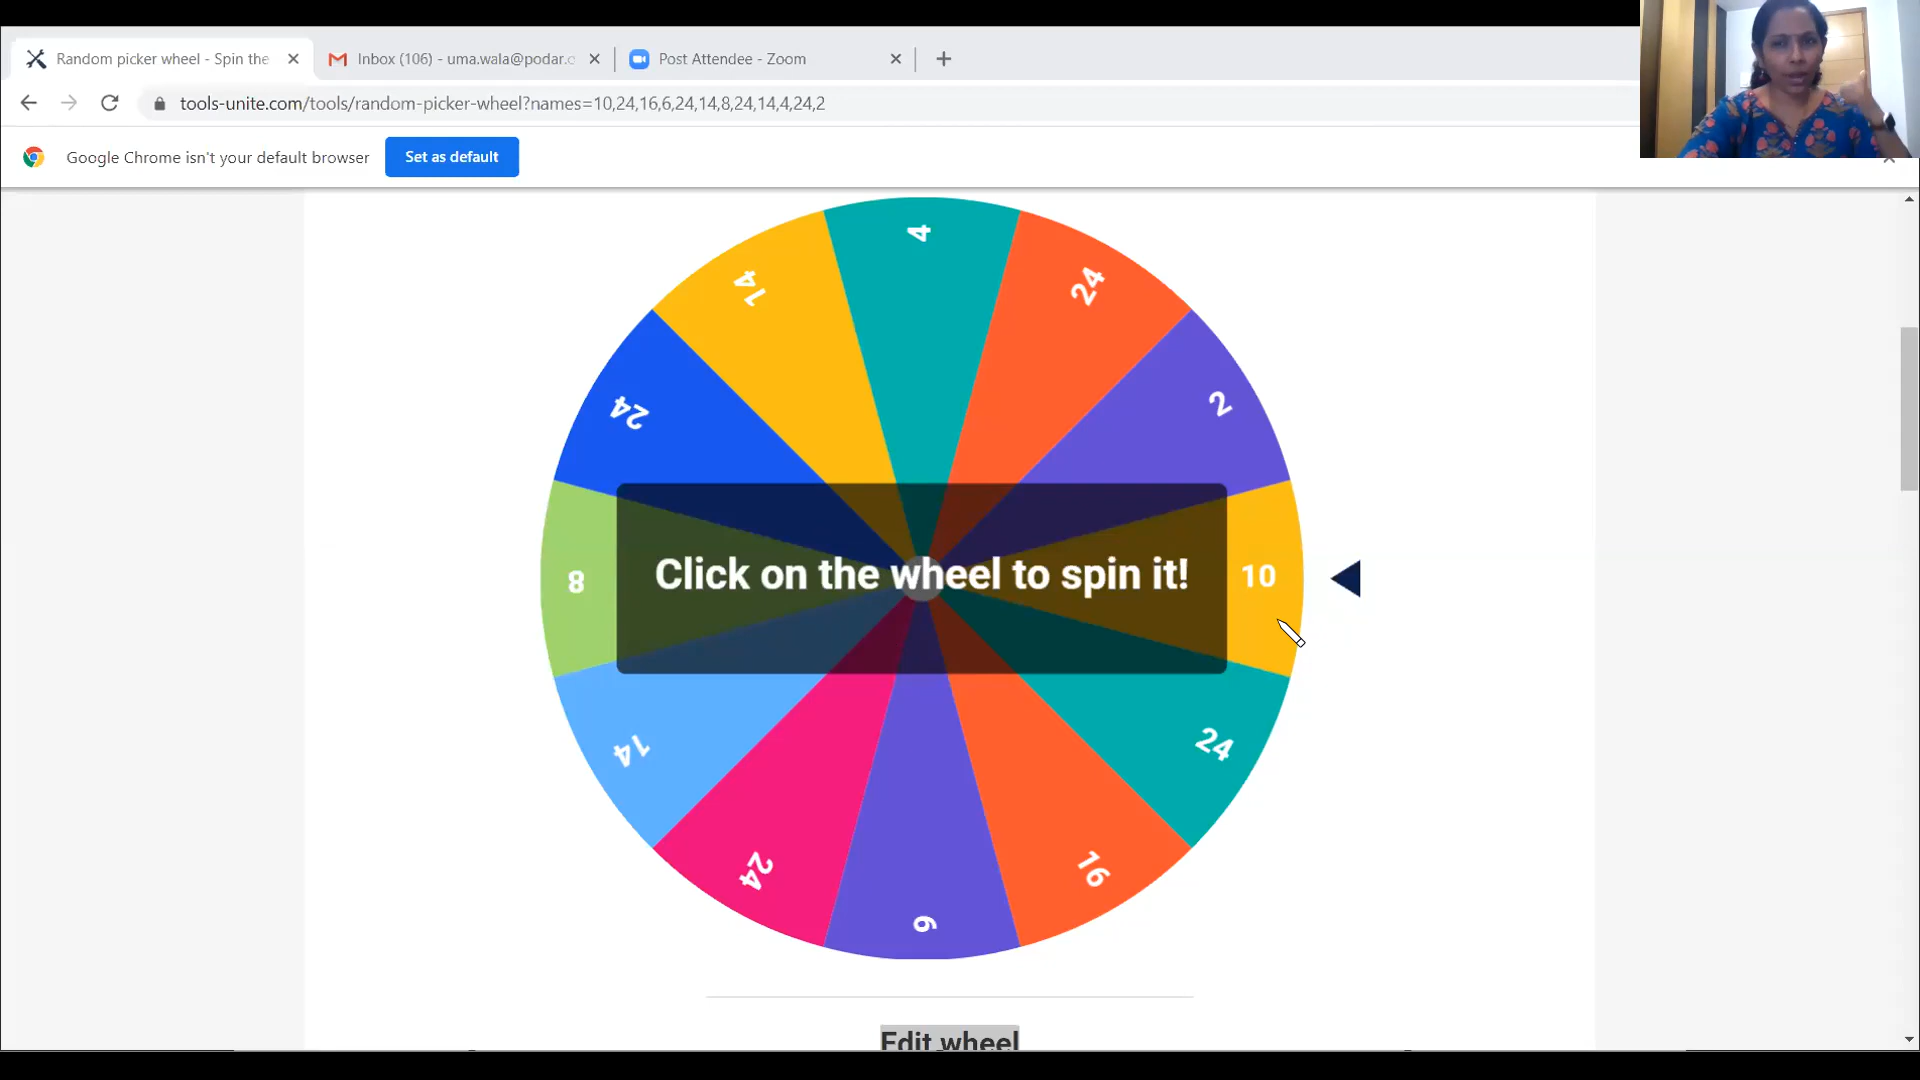 Random picker wheel - Spin the
Inbox (106) - uma.wala@podar.c
Post Attendee - Zoom
tools-unite.com/tools/random-picker-wheel?names=10,24,16,6,24,14,8,24,14,4,24,2
Google Chrome isn't your default browser
Set as default
4
24
14
2
24
Click on the wheel to spin it!
8
10
24
14
16
24
6
Edit wheel